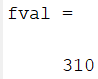 fval =
310